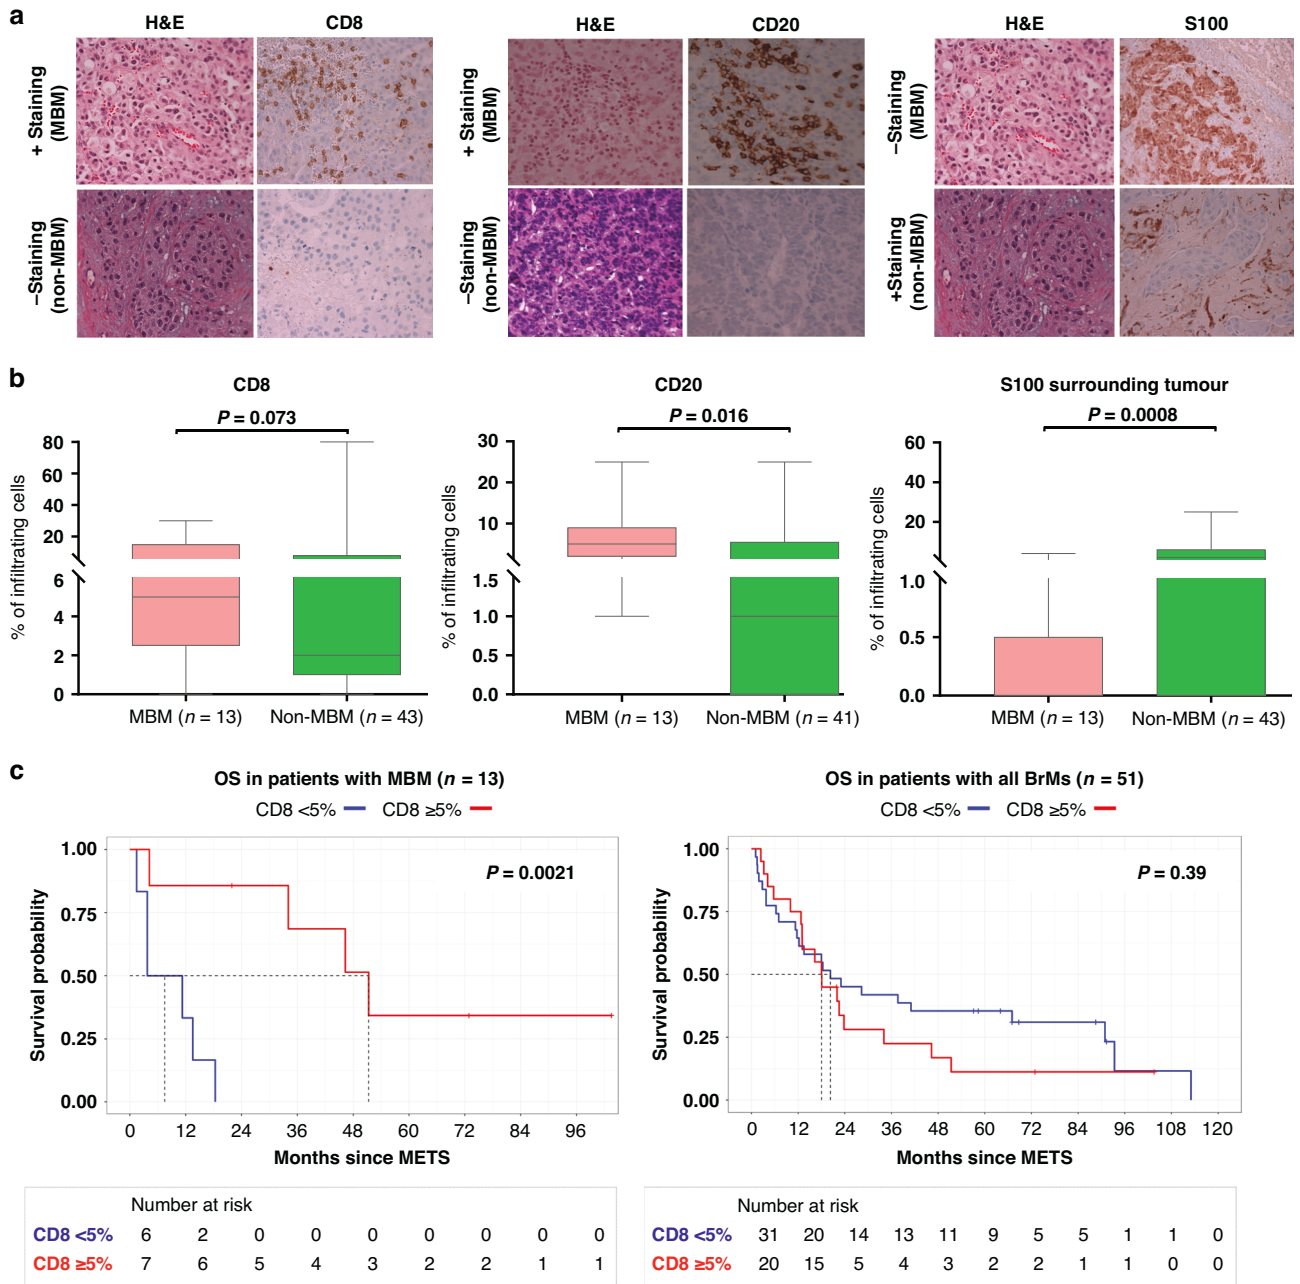 a
H&E CD8
+ Staining
(MBM)
–Staining
(non-MBM)
H&E CD20
+ Staining
(MBM)
–Staining
(non-MBM)
H&E S100
–Staining
(MBM)
+Staining
(non-MBM)
b
CD8
P = 0.073
% of infiltrating cells
80
60
40
20
6
4
2
0
MBM (n = 13) Non-MBM (n = 43)
CD20
P = 0.016
% of infiltrating cells
30
20
10
1.5
1.0
0.5
0.0
MBM (n = 13) Non-MBM (n = 41)
S100 surrounding tumour
P = 0.0008
% of infiltrating cells
60
40
20
1.0
0.5
0.0
MBM (n = 13) Non-MBM (n = 43)
c
OS in patients with MBM (n = 13)
CD8 <5% CD8 ≥5%
P = 0.0021
Survival probability
1.00
0.75
0.50
0.25
0.00
0 12 24 36 48 60 72 84 96
Months since METS
Number at risk
CD8 <5% 6 2 0 0 0 0 0 0 0
CD8 ≥5% 7 6 5 4 3 2 2 1 1
OS in patients with all BrMs (n = 51)
CD8 <5% CD8 ≥5%
P = 0.39
Survival probability
1.00
0.75
0.50
0.25
0.00
0 12 24 36 48 60 72 84 96 108 120
Months since METS
Number at risk
CD8 <5% 31 20 14 13 11 9 5 5 1 1 0
CD8 ≥5% 20 15 5 4 3 2 2 1 1 0 0